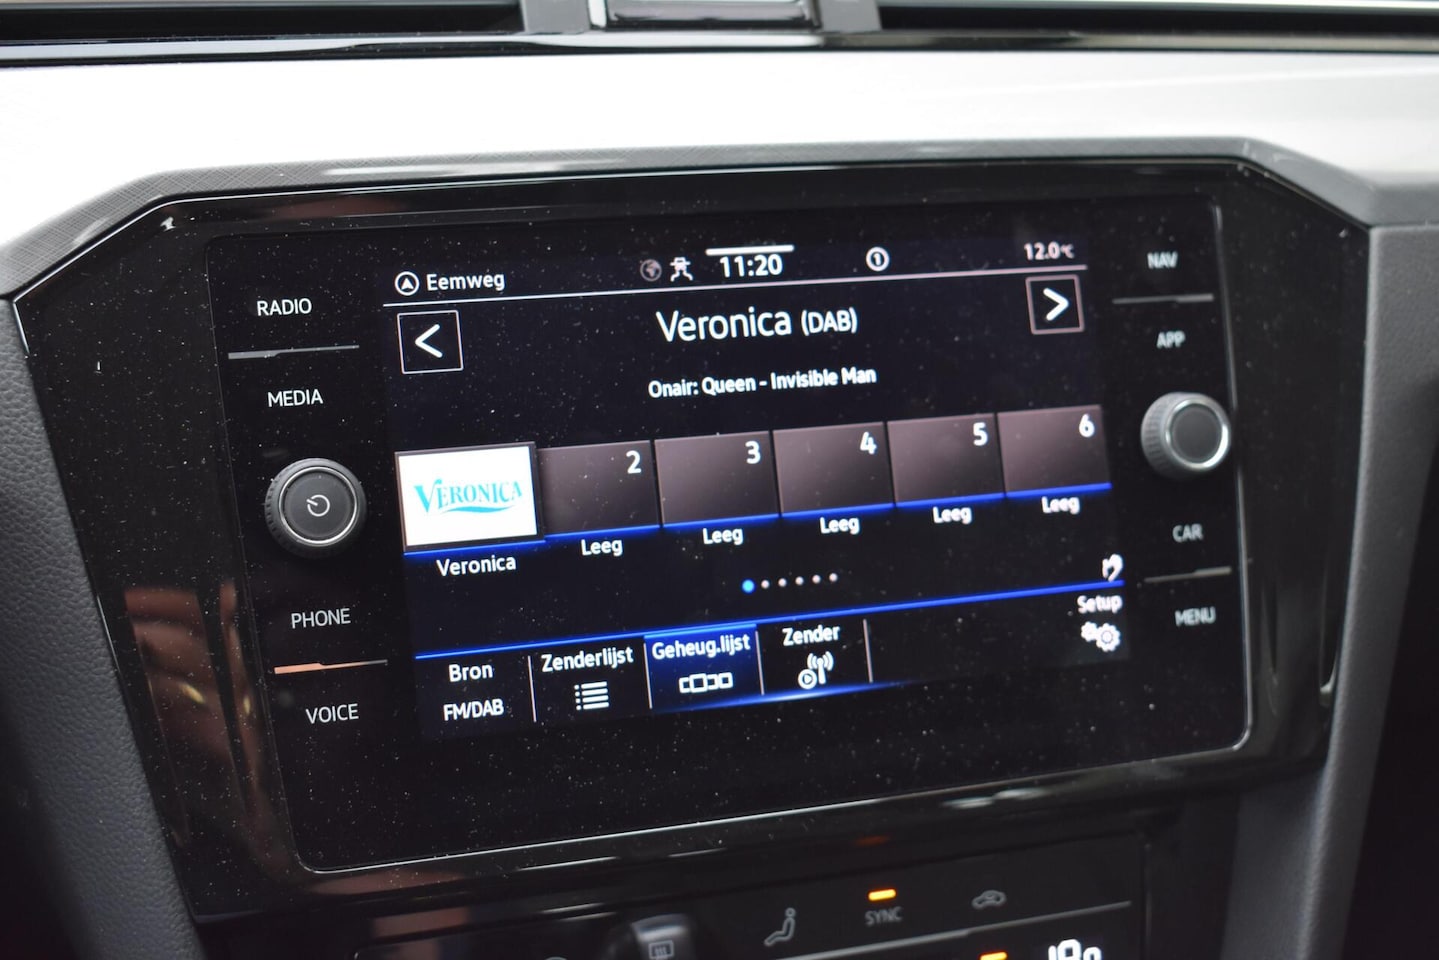 Eemweg
11:20
12.0°C
Veronica (DAB)
Onair: Queen - Invisible Man
VERONICA
2
3
4
5
6
Veronica
Leeg
Leeg
Leeg
Leeg
Leeg
Bron
FM/DAB
Zenderlijst
Geheug.lijst
Zender
Setup
RADIO
MEDIA
PHONE
VOICE
NAV
APP
CAR
MENU
SYNC